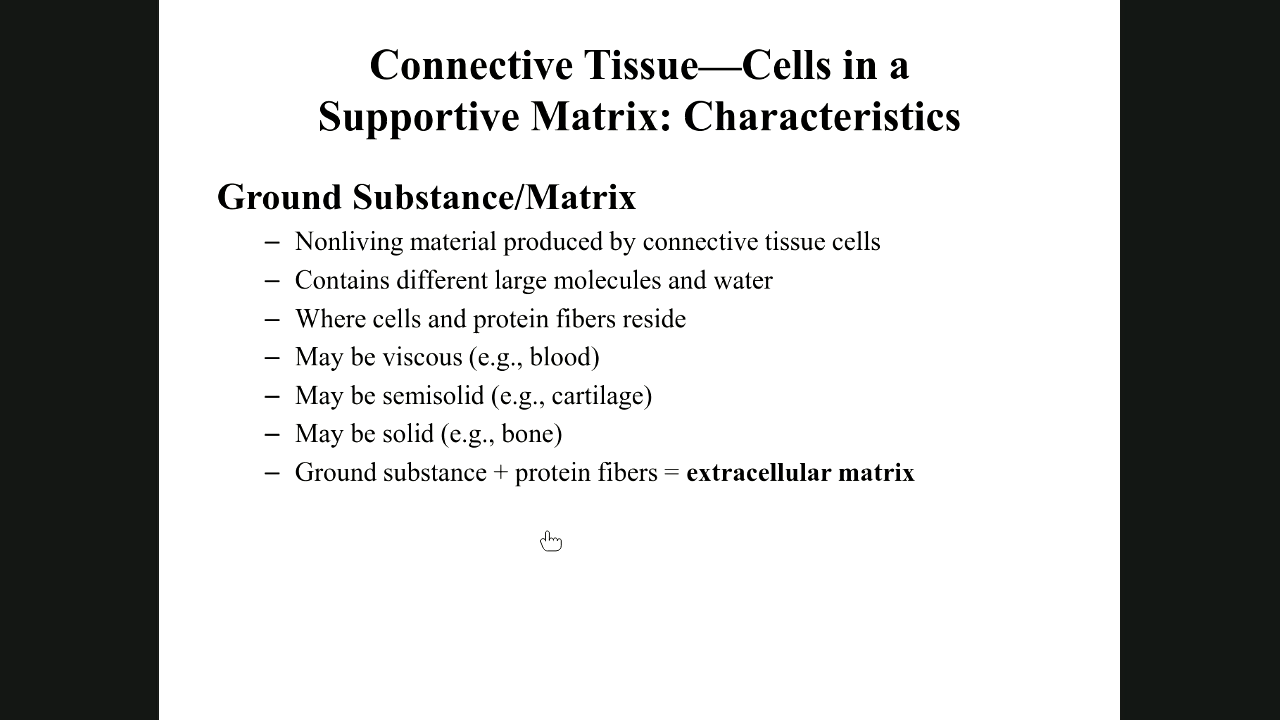 Connective Tissue—Cells in a
Supportive Matrix: Characteristics
Ground Substance/Matrix
– Nonliving material produced by connective tissue cells
– Contains different large molecules and water
– Where cells and protein fibers reside
– May be viscous (e.g., blood)
– May be semisolid (e.g., cartilage)
– May be solid (e.g., bone)
– Ground substance + protein fibers = extracellular matrix